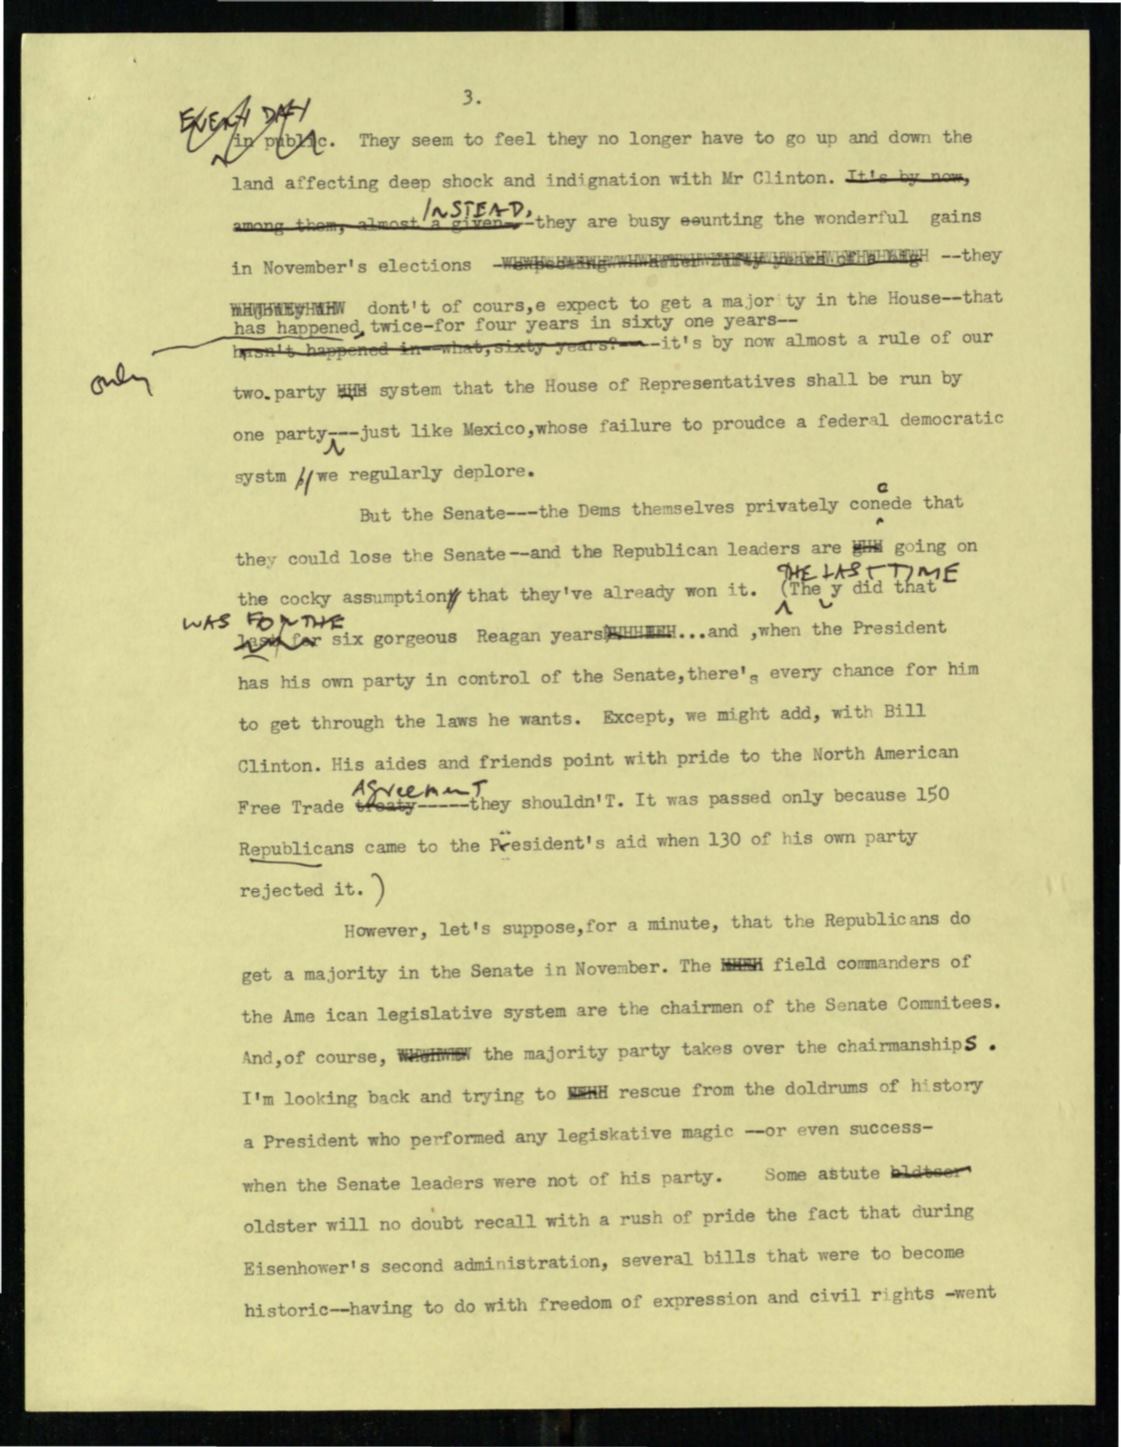 3.
EVERY DAY
in public. They seem to feel they no longer have to go up and down the
land affecting deep shock and indignation with Mr Clinton. It's by now,
INSTEAD,
among them, almost a given---they are busy counting the wonderful gains
in November's elections --they
dont't of cours,e expect to get a major ty in the House--that
has happened, twice-for four years in sixty one years--
hasn't happened in--what,sixty years?----it's by now almost a rule of our
only
two.party system that the House of Representatives shall be run by
one party---just like Mexico,whose failure to proudce a federal democratic
systm we regularly deplore.
c
But the Senate---the Dems themselves privately conede that
they could lose the Senate--and the Republican leaders are going on
THE LAST TIME
the cocky assumption that they've already won it. (The y did that
WAS FOR THE
last for six gorgeous Reagan years ...and ,when the President
has his own party in control of the Senate,there's every chance for him
to get through the laws he wants. Except, we might add, with Bill
Clinton. His aides and friends point with pride to the North American
AGreemenT
Free Trade treaty-----they shouldn'T. It was passed only because 150
Republicans came to the President's aid when 130 of his own party
rejected it.)
However, let's suppose,for a minute, that the Republicans do
get a majority in the Senate in November. The field commanders of
the Ame ican legislative system are the chairmen of the Senate Commitees.
And,of course, the majority party takes over the chairmanshipS .
I'm looking back and trying to rescue from the doldrums of history
a President who performed any legiskative magic --or even success-
when the Senate leaders were not of his party. Some astute bldtser
oldster will no doubt recall with a rush of pride the fact that during
Eisenhower's second administration, several bills that were to become
historic--having to do with freedom of expression and civil rights -went